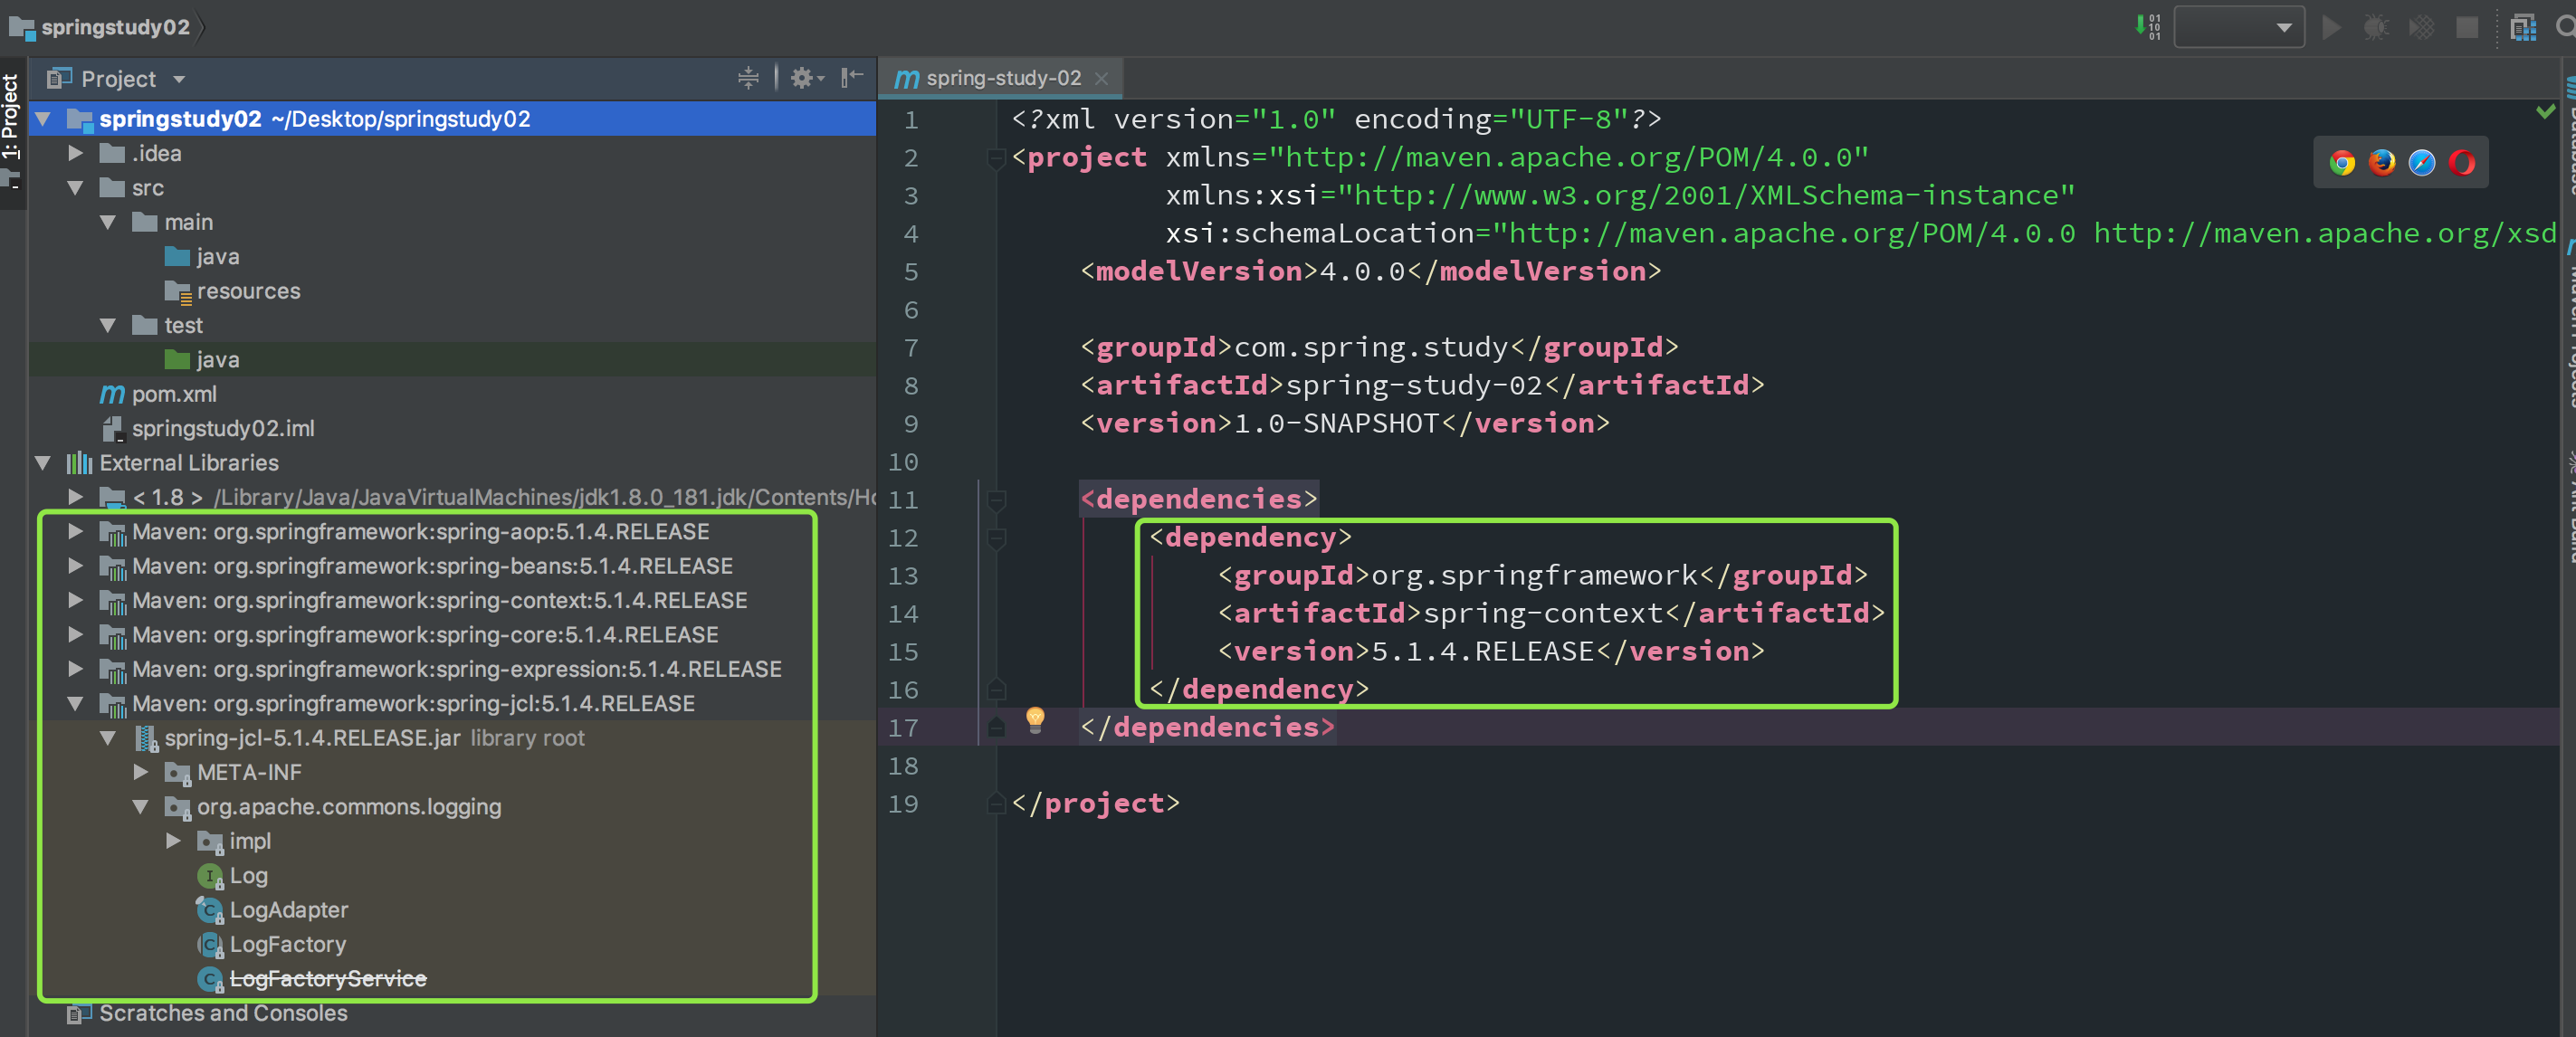 springstudy02
Project
1: Project
springstudy02 ~/Desktop/springstudy02
.idea
src
main
java
resources
test
java
pom.xml
springstudy02.iml
External Libraries
< 1.8 > /Library/Java/JavaVirtualMachines/jdk1.8.0_181.jdk/Contents/Ho
Maven: org.springframework:spring-aop:5.1.4.RELEASE
Maven: org.springframework:spring-beans:5.1.4.RELEASE
Maven: org.springframework:spring-context:5.1.4.RELEASE
Maven: org.springframework:spring-core:5.1.4.RELEASE
Maven: org.springframework:spring-expression:5.1.4.RELEASE
Maven: org.springframework:spring-jcl:5.1.4.RELEASE
spring-jcl-5.1.4.RELEASE.jar library root
META-INF
org.apache.commons.logging
impl
Log
LogAdapter
LogFactory
LogFactoryService
Scratches and Consoles
spring-study-02
1 <?xml version="1.0" encoding="UTF-8"?>
2 <project xmlns="http://maven.apache.org/POM/4.0.0"
3 xmlns:xsi="http://www.w3.org/2001/XMLSchema-instance"
4 xsi:schemaLocation="http://maven.apache.org/POM/4.0.0 http://maven.apache.org/xsd
5 <modelVersion>4.0.0</modelVersion>
6
7 <groupId>com.spring.study</groupId>
8 <artifactId>spring-study-02</artifactId>
9 <version>1.0-SNAPSHOT</version>
10
11 <dependencies>
12 <dependency>
13 <groupId>org.springframework</groupId>
14 <artifactId>spring-context</artifactId>
15 <version>5.1.4.RELEASE</version>
16 </dependency>
17 </dependencies>
18
19 </project>